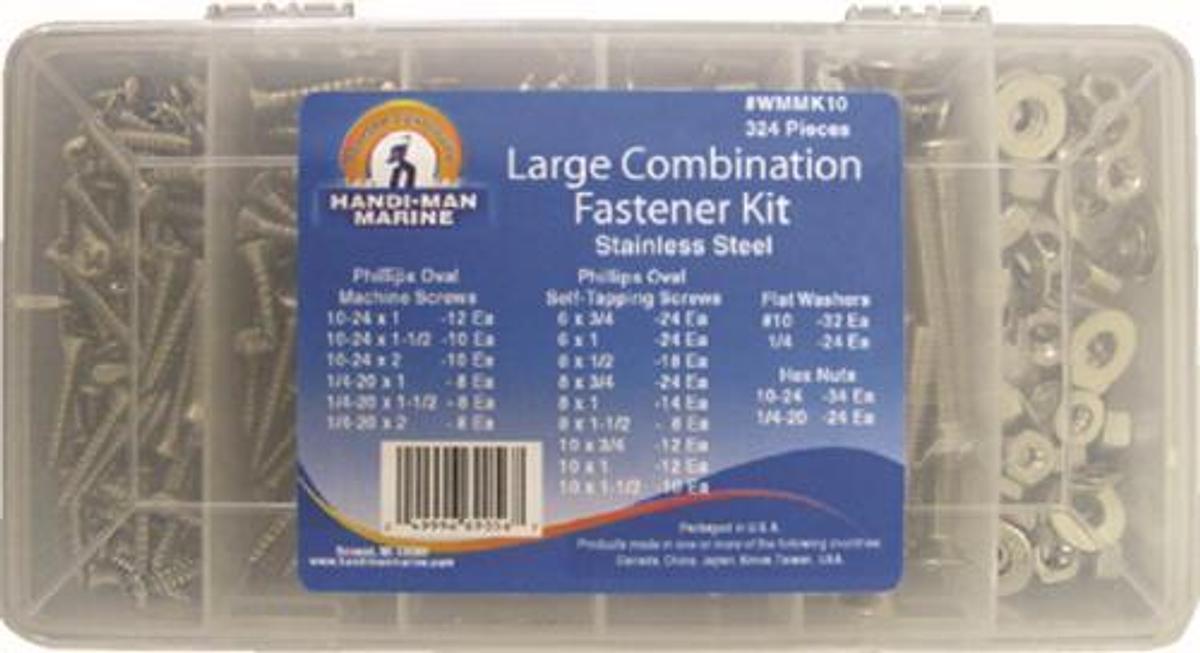 #WMMK10
324 Pieces
Large Combination
Fastener Kit
Stainless Steel
HANDI-MAN
MARINE
Phillips Oval
Machine Screws
10-24 x 1 -12 Ea
10-24 x 1-1/2 -10 Ea
10-24 x 2 -10 Ea
1/4-20 x 1 - 8 Ea
1/4-20 x 1-1/2 - 8 Ea
1/4-20 x 2 - 8 Ea
Phillips Oval
Self-Tapping Screws
6 x 3/4 -24 Ea
6 x 1 -24 Ea
8 x 1/2 -18 Ea
8 x 3/4 -24 Ea
8 x 1 -14 Ea
8 x 1-1/2 - 8 Ea
10 x 3/4 -12 Ea
10 x 1 -12 Ea
10 x 1-1/2 -10 Ea
Flat Washers
#10 -32 Ea
1/4 -24 Ea
Hex Nuts
10-24 -34 Ea
1/4-20 -24 Ea
Packaged in U.S.A.
Products made in one or more of the following countries:
Canada, China, Japan, Korea, Taiwan, USA
www.handimanmarine.com